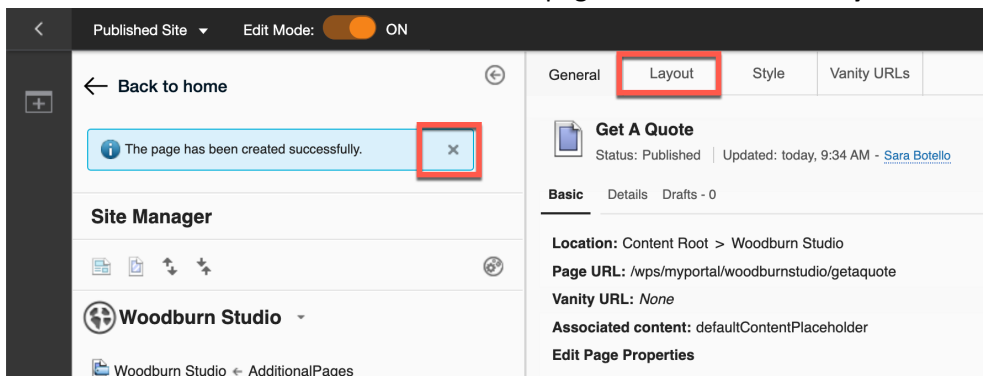 Published Site Edit Mode: ON
Back to home
The page has been created successfully.
Site Manager
Woodburn Studio
Woodburn Studio ← AdditionalPages
General Layout Style Vanity URLs
Get A Quote
Status: Published Updated: today, 9:34 AM - Sara Botello
Basic Details Drafts - 0
Location: Content Root > Woodburn Studio
Page URL: /wps/myportal/woodburnstudio/getaquote
Vanity URL: None
Associated content: defaultContentPlaceholder
Edit Page Properties